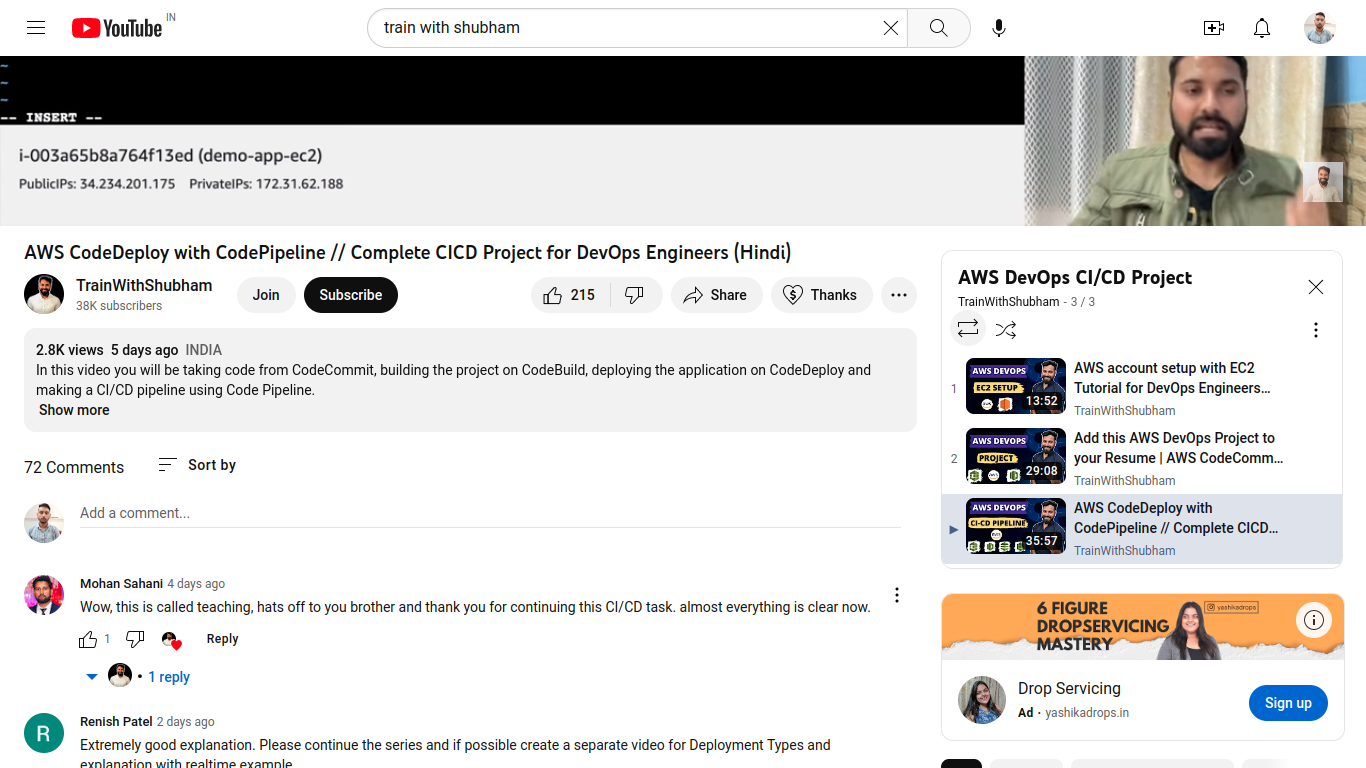 YouTube IN
train with shubham
~
~
~
-- INSERT --
i-003a65b8a764f13ed (demo-app-ec2)
PublicIPs: 34.234.201.175 PrivateIPs: 172.31.62.188
AWS CodeDeploy with CodePipeline // Complete CICD Project for DevOps Engineers (Hindi)
TrainWithShubham
38K subscribers
Join
Subscribe
215
Share
Thanks
2.8K views 5 days ago INDIA
In this video you will be taking code from CodeCommit, building the project on CodeBuild, deploying the application on CodeDeploy and
making a CI/CD pipeline using Code Pipeline.
Show more
72 Comments
Sort by
Add a comment...
Mohan Sahani 4 days ago
Wow, this is called teaching, hats off to you brother and thank you for continuing this CI/CD task. almost everything is clear now.
1
Reply
1 reply
R
Renish Patel 2 days ago
Extremely good explanation. Please continue the series and if possible create a separate video for Deployment Types and
explanation with realtime example
AWS DevOps CI/CD Project
TrainWithShubham - 3 / 3
1
AWS DEVOPS
EC2 SETUP
aws
13:52
AWS account setup with EC2
Tutorial for DevOps Engineers...
TrainWithShubham
2
AWS DEVOPS
PROJECT
aws
29:08
Add this AWS DevOps Project to
your Resume | AWS CodeComm...
TrainWithShubham
AWS DEVOPS
CI-CD PIPELINE
aws
35:57
AWS CodeDeploy with
CodePipeline // Complete CICD...
TrainWithShubham
6 FIGURE
DROPSERVICING
MASTERY
yashikadrops
Drop Servicing
Ad · yashikadrops.in
Sign up